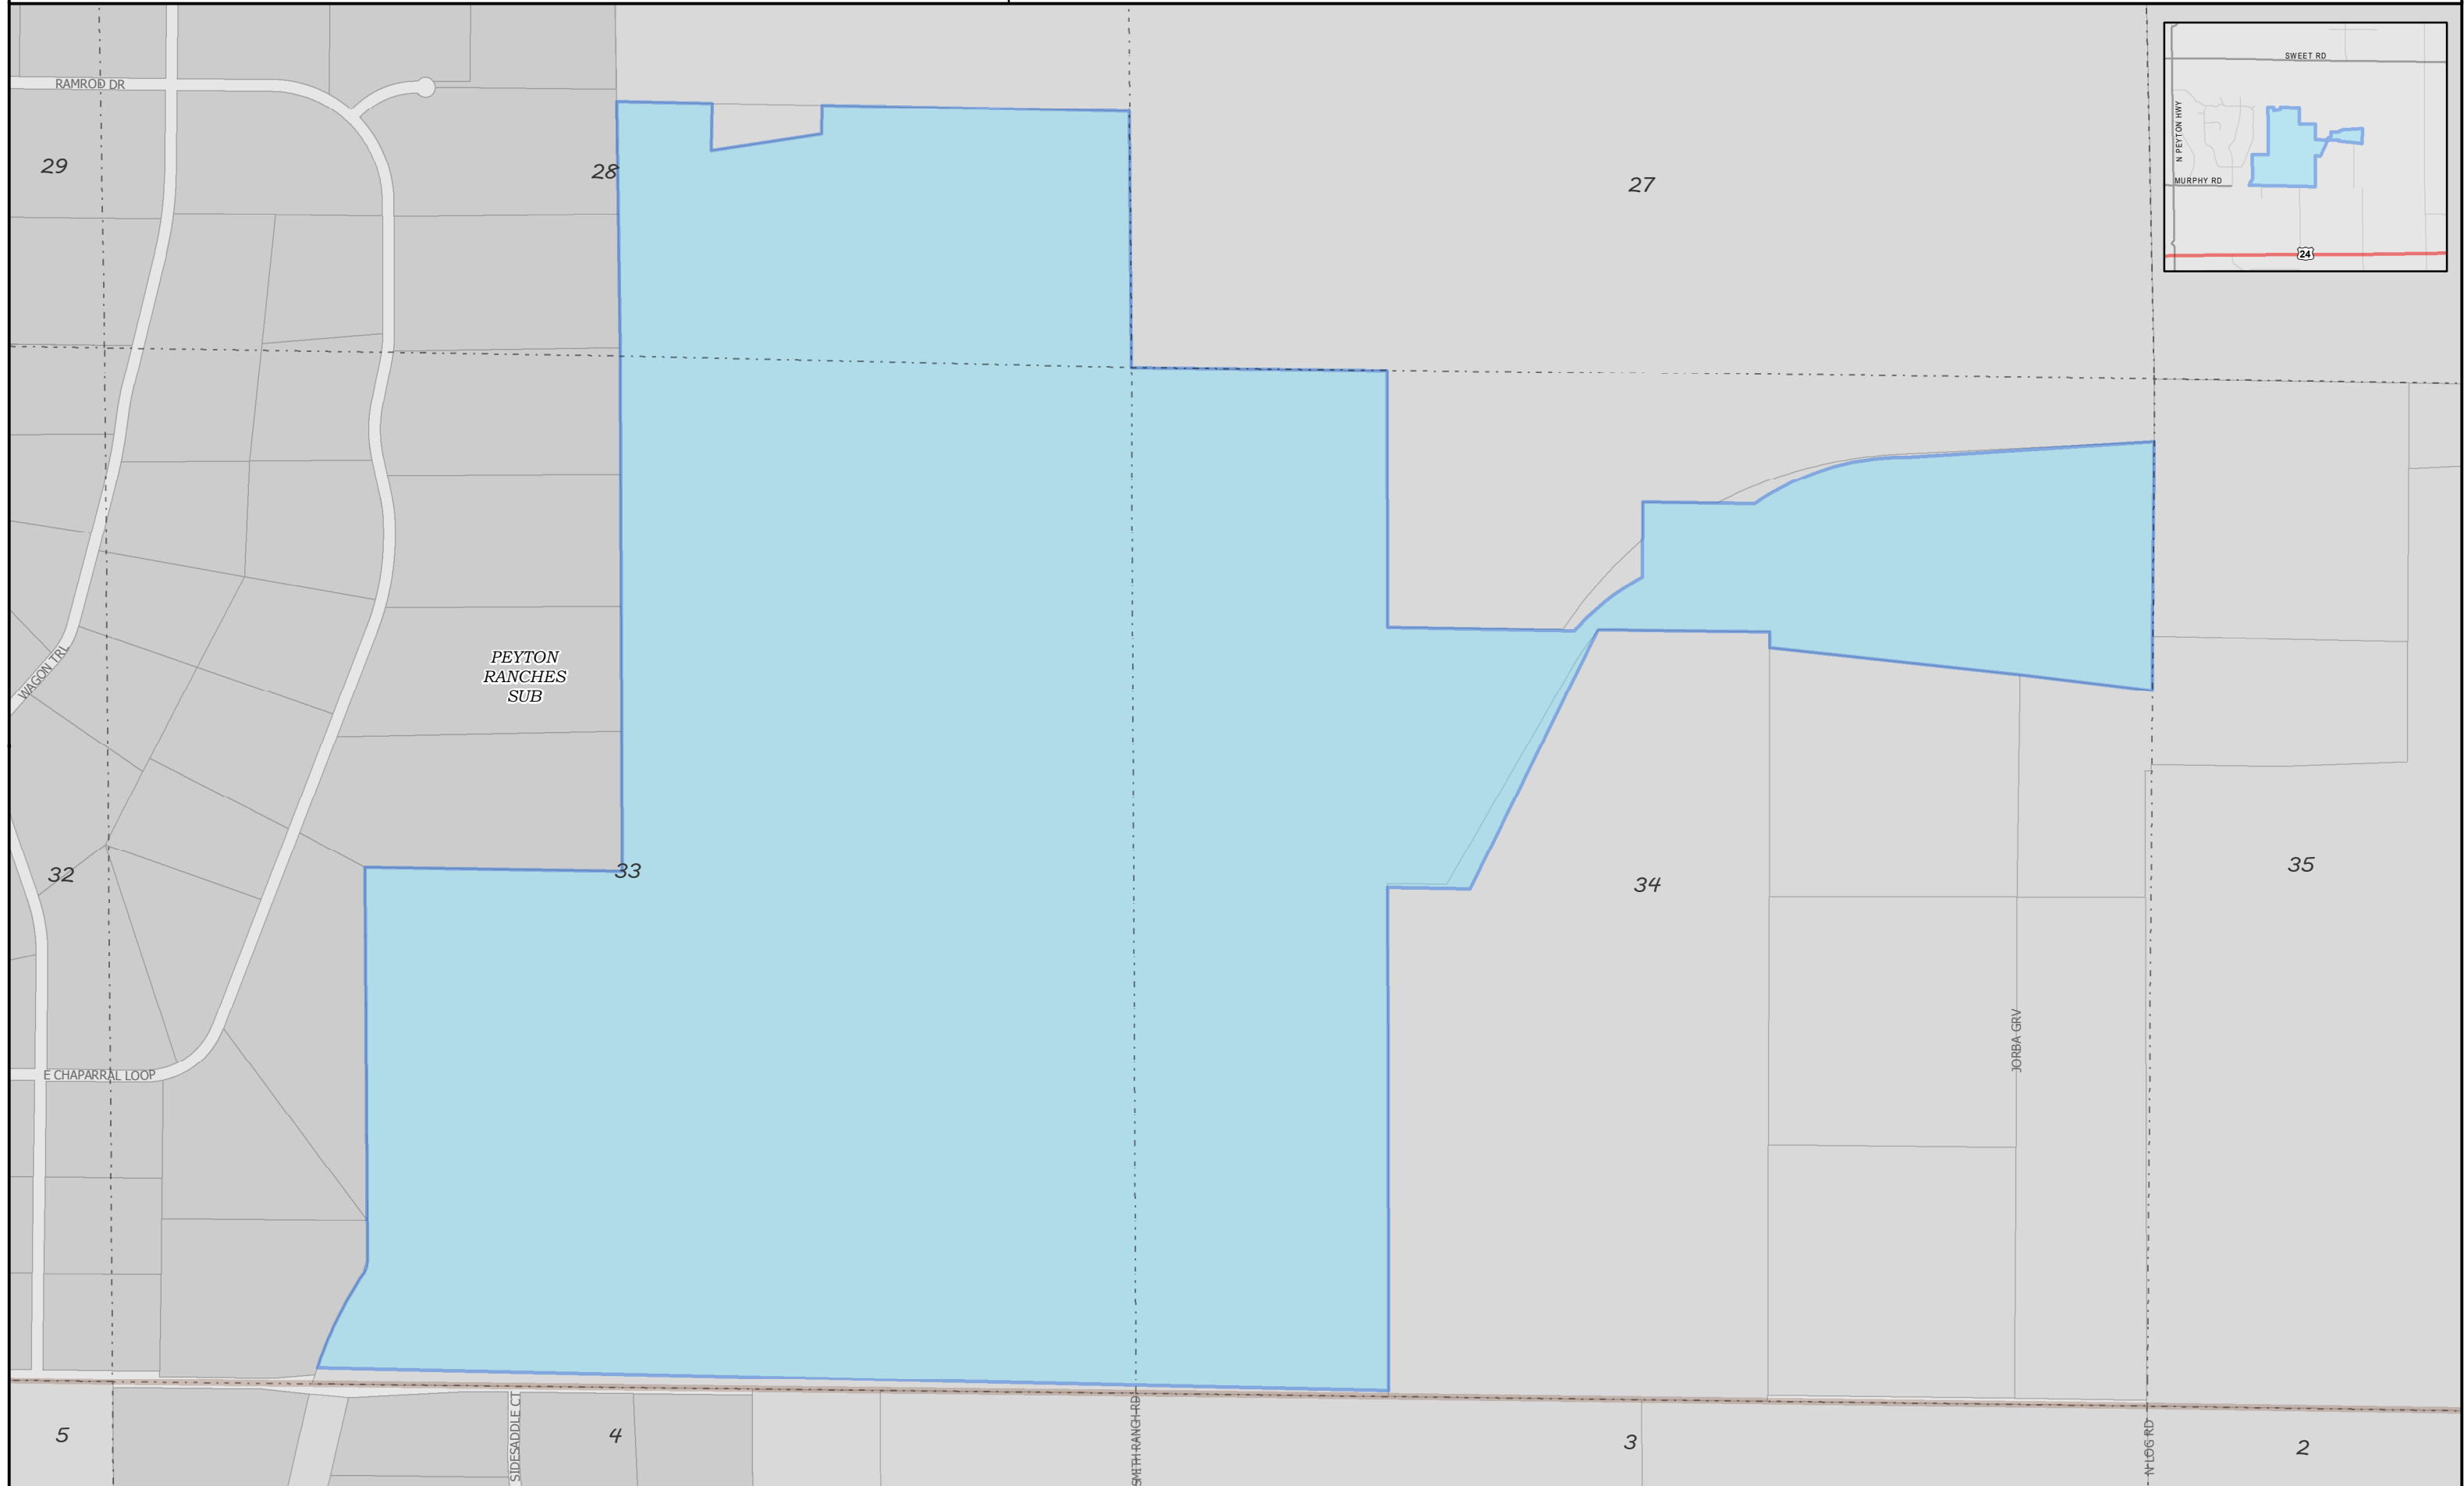 RAMROD DR
29
28
27
SWEET RD
N PEYTON HWY
MURPHY RD
24
WAGON TRL
PEYTON
RANCHES
SUB
32
33
34
35
E CHAPARRAL LOOP
JORBA GRV
5
SIDESADDLE CT
4
SMITH RANCH RD
3
N LOG RD
2